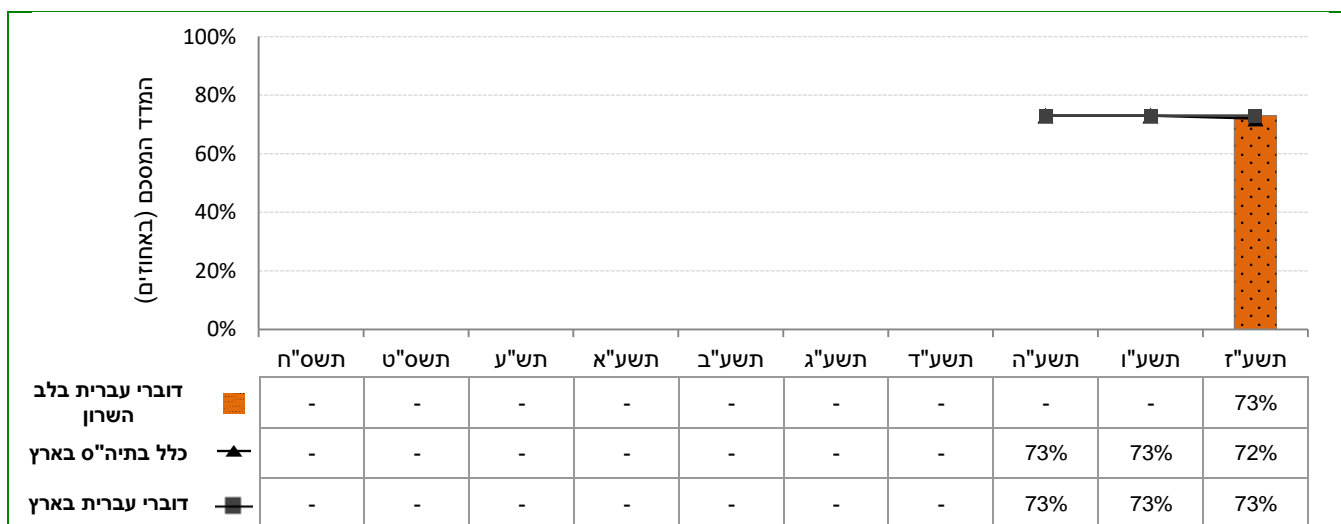 המדד המסכם (באחוזים)
100%
80%
60%
40%
20%
0%
תשס"ח תשס"ט תש"ע תשע"א תשע"ב תשע"ג תשע"ד תשע"ה תשע"ו תשע"ז
דוברי עברית בלב
השרון
- - - - - - - - - 73%
כלל בתיה"ס בארץ - - - - - - - 73% 73% 72%
דוברי עברית בארץ - - - - - - - 73% 73% 73%